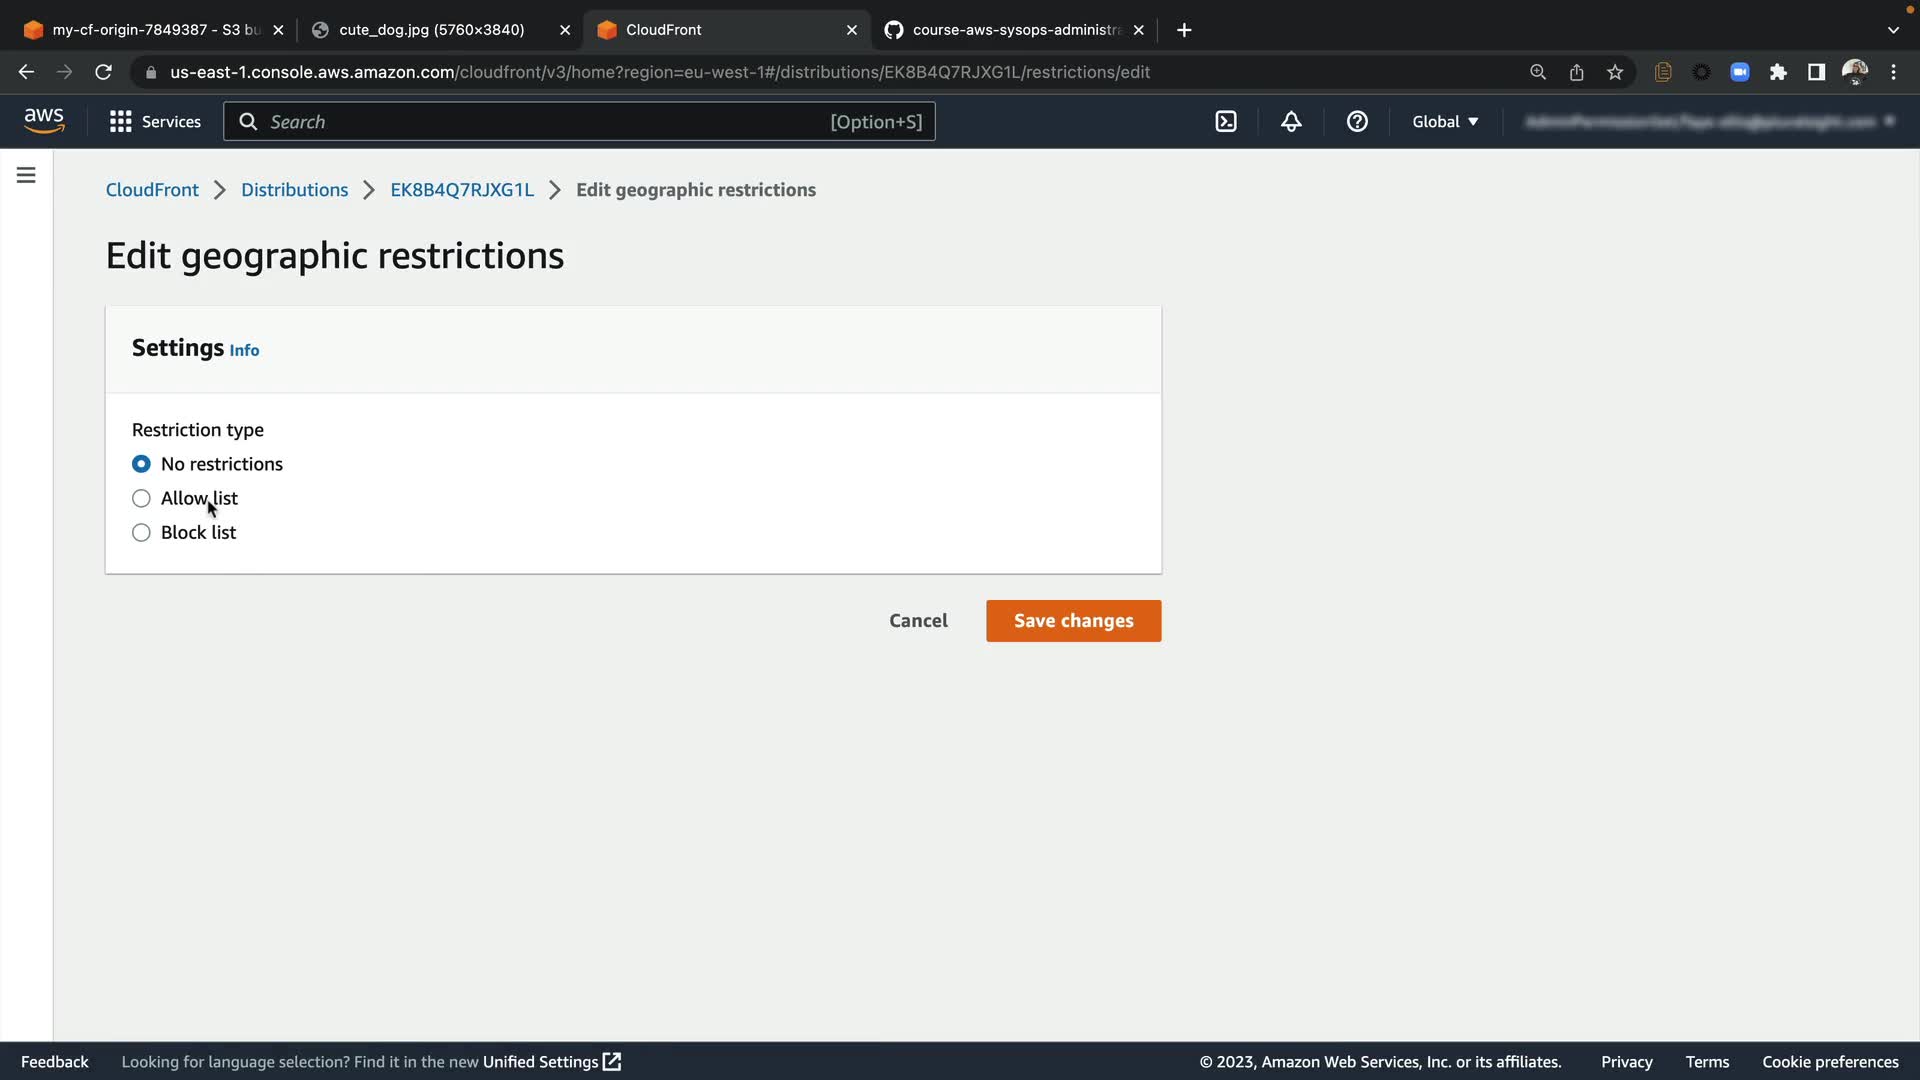 my-cf-origin-7849387 - S3 bu
cute_dog.jpg (5760×3840)
CloudFront
course-aws-sysops-administra
us-east-1.console.aws.amazon.com/cloudfront/v3/home?region=eu-west-1#/distributions/EK8B4Q7RJXG1L/restrictions/edit
aws
Services
Search
[Option+S]
Global
CloudFront
Distributions
EK8B4Q7RJXG1L
Edit geographic restrictions
Edit geographic restrictions
Settings Info
Restriction type
No restrictions
Allow list
Block list
Cancel
Save changes
Feedback
Looking for language selection? Find it in the new Unified Settings
© 2023, Amazon Web Services, Inc. or its affiliates.
Privacy
Terms
Cookie preferences